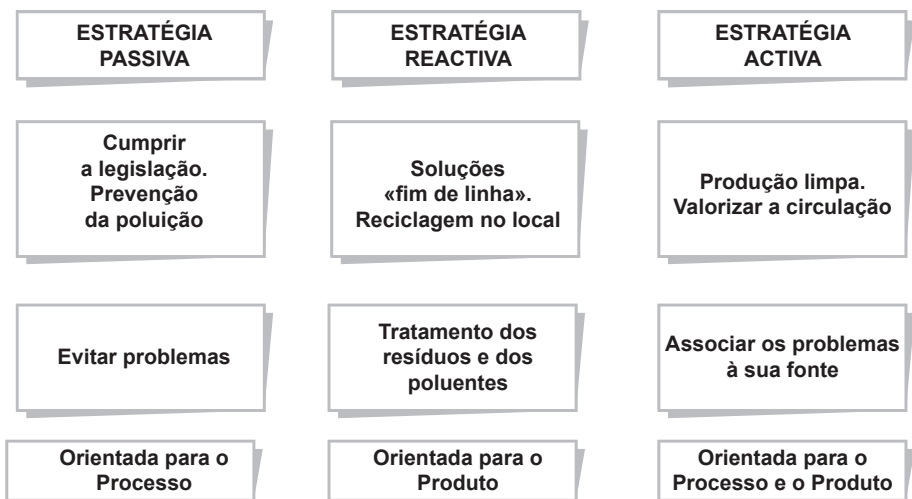 ESTRATÉGIA
PASSIVA
ESTRATÉGIA
REACTIVA
ESTRATÉGIA
ACTIVA
Cumprir
a legislação.
Prevenção
da poluição
Soluções
«fim de linha».
Reciclagem no local
Produção limpa.
Valorizar a circulação
Evitar problemas
Tratamento dos
resíduos e dos
poluentes
Associar os problemas
à sua fonte
Orientada para o
Processo
Orientada para o
Produto
Orientada para o
Processo e o Produto